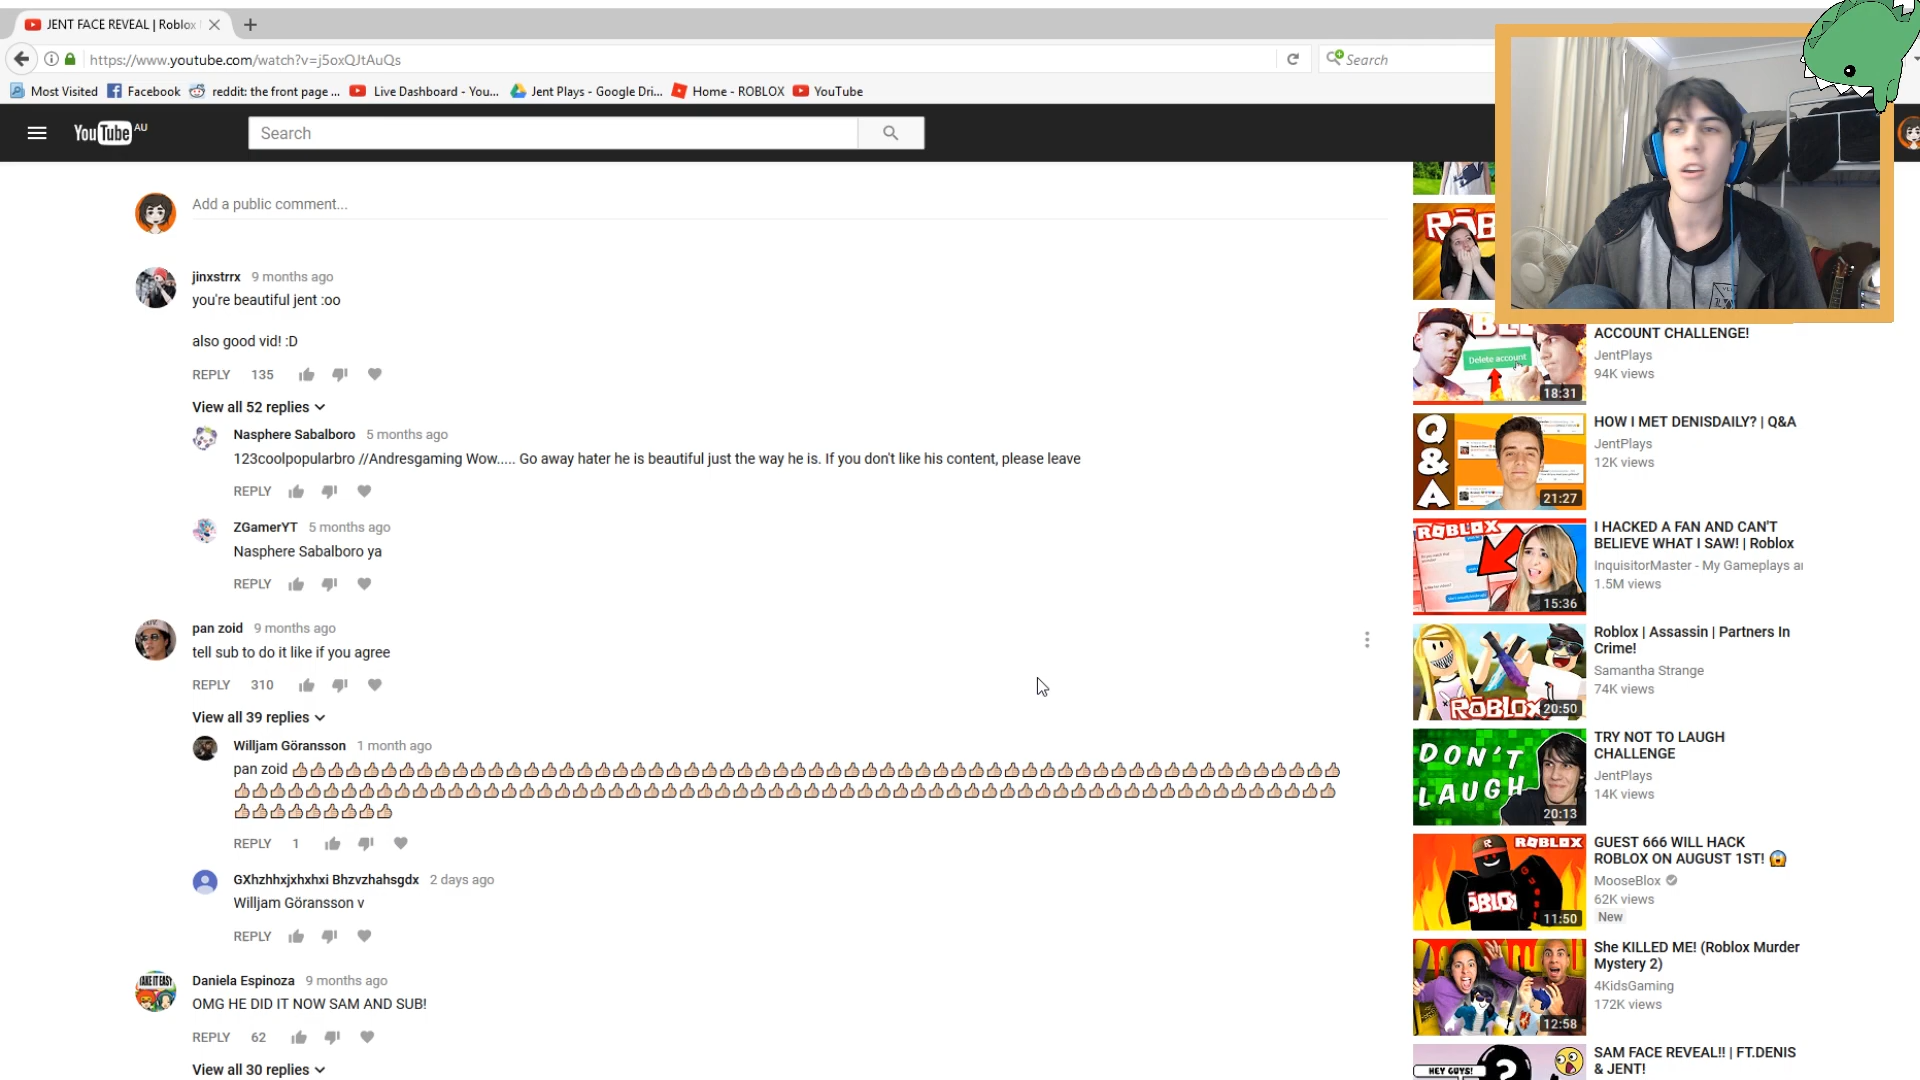 JENT FACE REVEAL | Roblox
https://www.youtube.com/watch?v=j5oxQJtAuQs
Search
Most Visited Facebook reddit: the front page ... Live Dashboard - You... Jent Plays - Google Dri... Home - ROBLOX YouTube
YouTube AU
Search
Add a public comment...
jinxstrrx 9 months ago
you're beautiful jent :oo
also good vid! :D
REPLY 135
View all 52 replies
Nasphere Sabalboro 5 months ago
123coolpopularbro //Andresgaming Wow..... Go away hater he is beautiful just the way he is. If you don't like his content, please leave
REPLY
ZGamerYT 5 months ago
Nasphere Sabalboro ya
REPLY
pan zoid 9 months ago
tell sub to do it like if you agree
REPLY 310
View all 39 replies
Willjam Göransson 1 month ago
pan zoid
REPLY 1
GXhzhhxjxhxhxi Bhzvzhahsgdx 2 days ago
Willjam Göransson v
REPLY
Daniela Espinoza 9 months ago
OMG HE DID IT NOW SAM AND SUB!
REPLY 62
View all 30 replies
ROB
Delete account
18:31
ACCOUNT CHALLENGE!
JentPlays
94K views
Q
&
A
21:27
HOW I MET DENISDAILY? | Q&A
JentPlays
12K views
ROBLOX
15:36
I HACKED A FAN AND CAN'T
BELIEVE WHAT I SAW! | Roblox
InquisitorMaster - My Gameplays
1.5M views
ROBLOX
20:50
Roblox | Assassin | Partners In
Crime!
Samantha Strange
74K views
DON'T
LAUGH
20:13
TRY NOT TO LAUGH
CHALLENGE
JentPlays
14K views
ROBLOX
11:50
GUEST 666 WILL HACK
ROBLOX ON AUGUST 1ST! 😱
MooseBlox
62K views
New
12:58
She KILLED ME! (Roblox Murder
Mystery 2)
4KidsGaming
172K views
HEY GUYS!
?
SAM FACE REVEAL!! | FT.DENIS
& JENT!